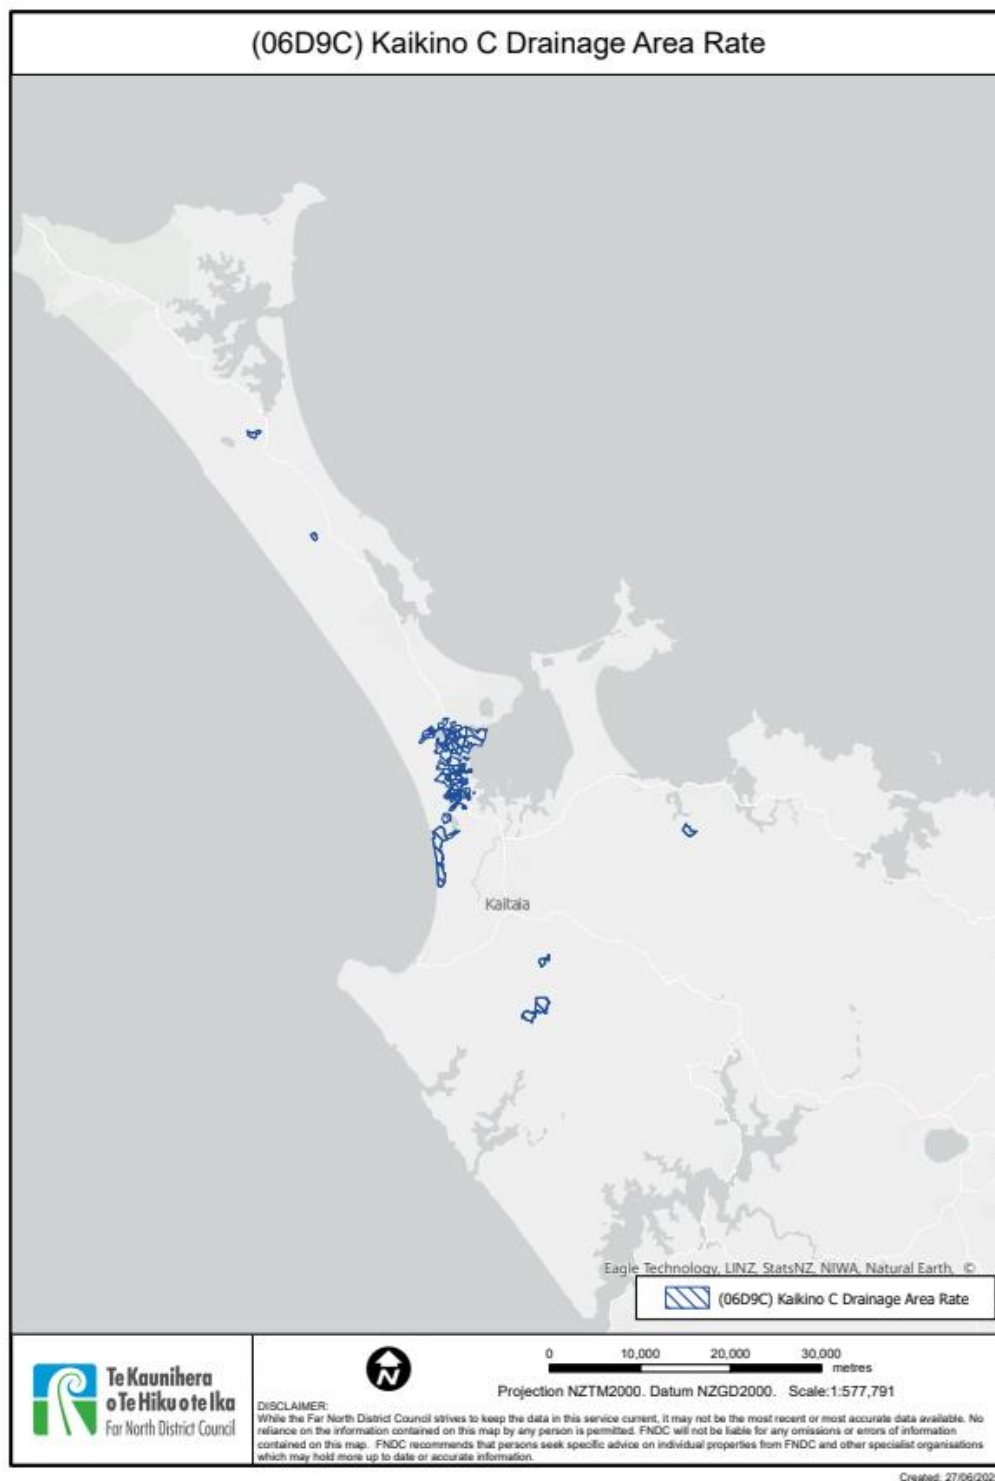 (06D9C) Kaikino C Drainage Area Rate
Kaitaia
Eagle Technology, LINZ, StatsNZ, NIWA, Natural Earth, ©
(06D9C) Kaikino C Drainage Area Rate
Te Kaunihera
o Te Hiku o te Ika
Far North District Council
N
0 10,000 20,000 30,000
metres
Projection NZTM2000. Datum NZGD2000. Scale:1:577,791
DISCLAIMER:
While the Far North District Council strives to keep the data in this service current, it may not be the most recent or most accurate data available. No
reliance on the information contained on this map by any person is permitted. FNDC will not be liable for any omissions or errors of information
contained on this map. FNDC recommends that persons seek specific advice on individual properties from FNDC and other specialist organisations
which may hold more up to date or accurate information.
Created: 27/06/202